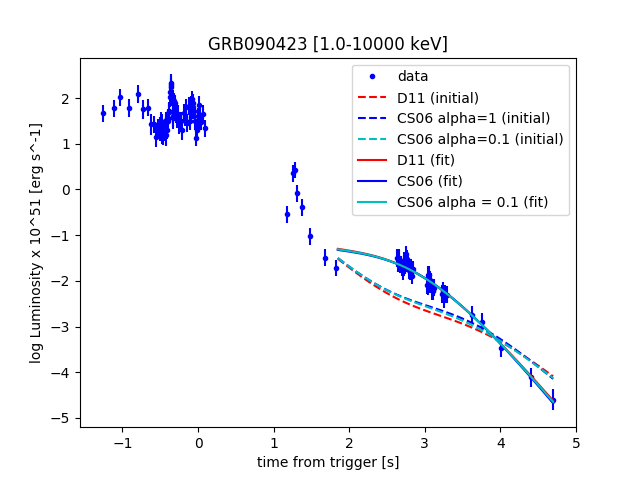 GRB090423 [1.0-10000 keV]
data
D11 (initial)
CS06 alpha=1 (initial)
CS06 alpha=0.1 (initial)
D11 (fit)
CS06 (fit)
CS06 alpha = 0.1 (fit)
log Luminosity x 10^51 [erg s^-1]
2
1
0
−1
−2
−3
−4
−5
−1 0 1 2 3 4 5
time from trigger [s]